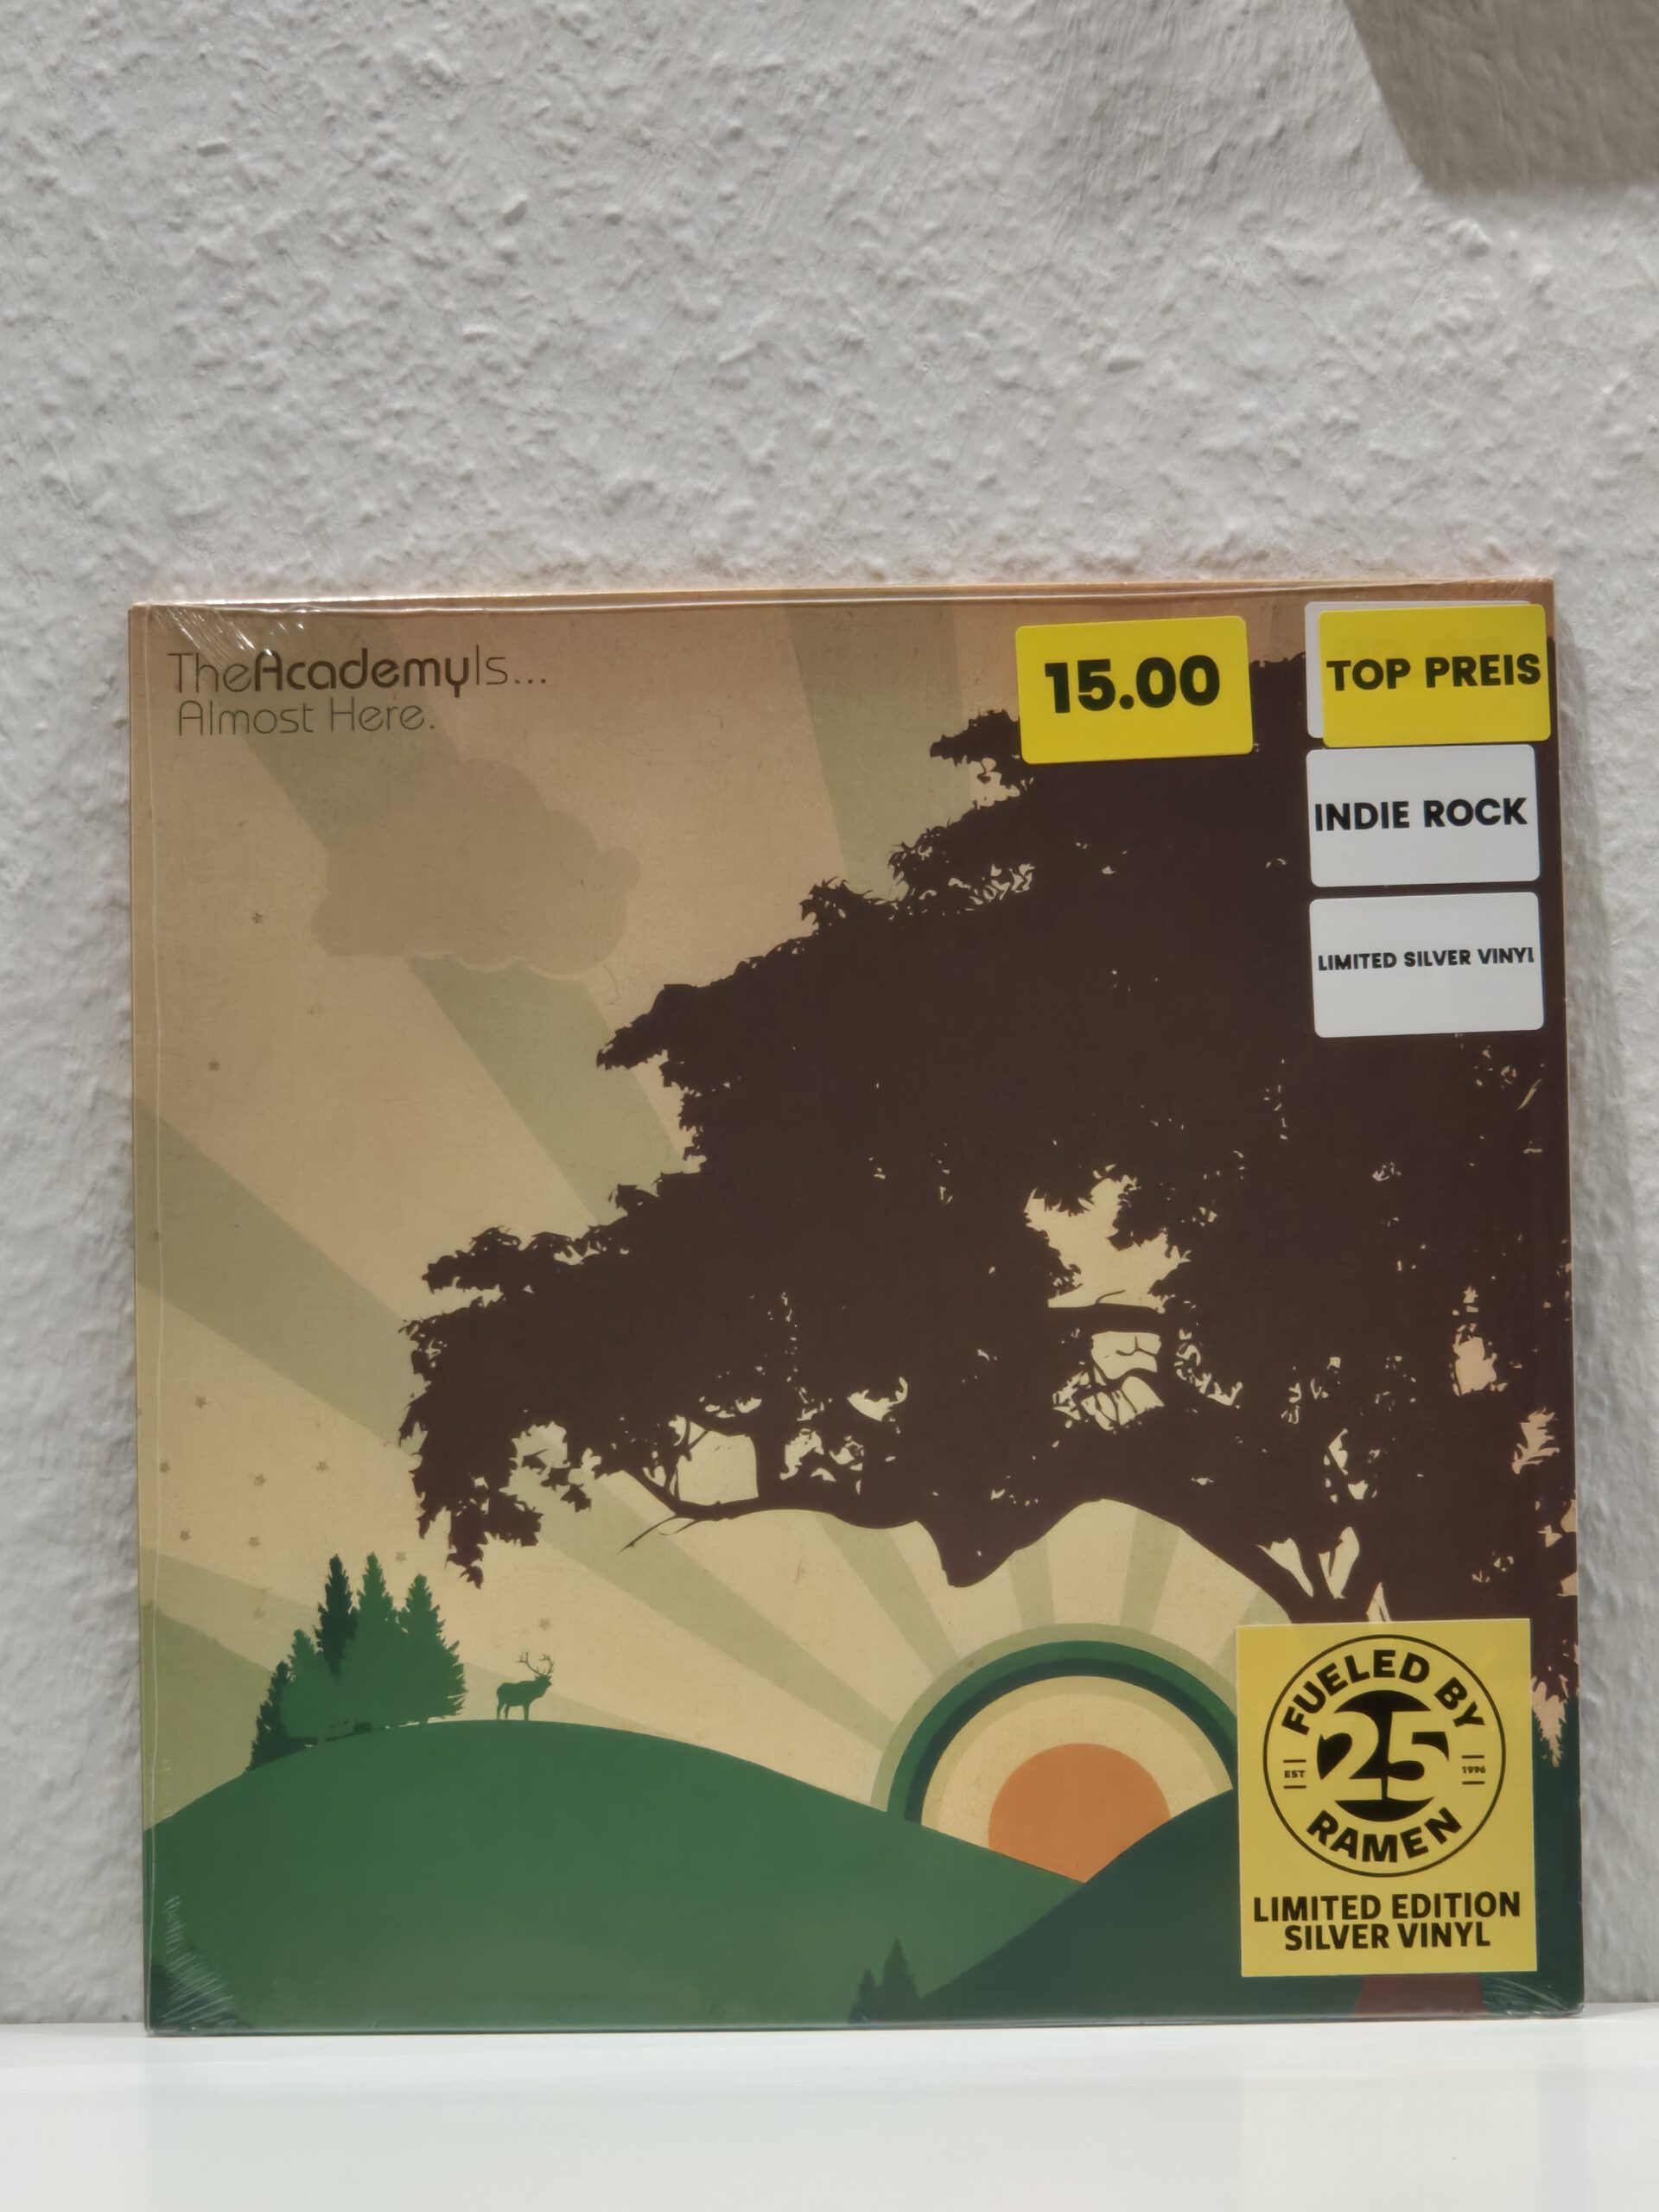 TheAcademyIs...
Almost Here.
15.00
TOP PREIS
INDIE ROCK
LIMITED SILVER VINYL
FUELED BY
25
EST
1996
RAMEN
LIMITED EDITION
SILVER VINYL